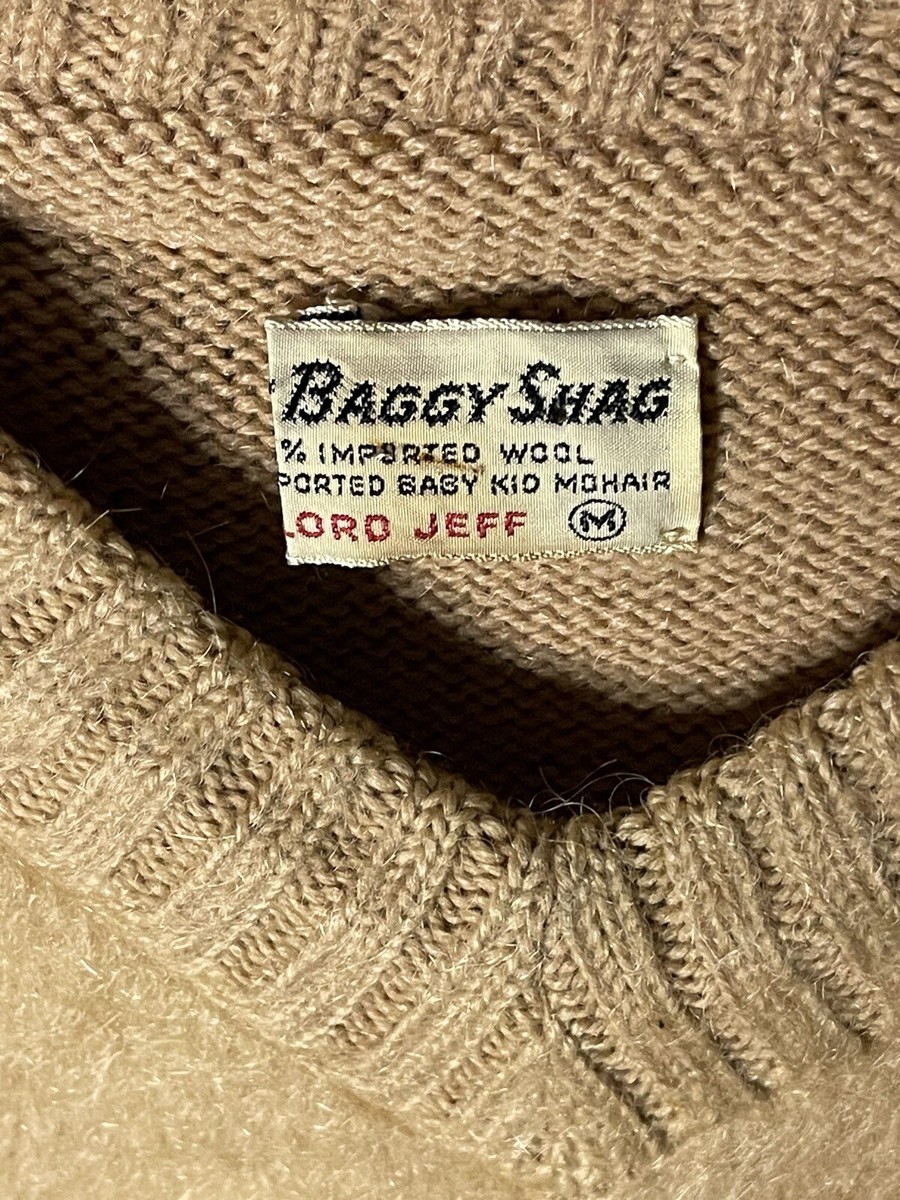 BAGGY SHAG
% IMPORTED WOOL
PORTED BABY KID MOHAIR
LORD JEFF M